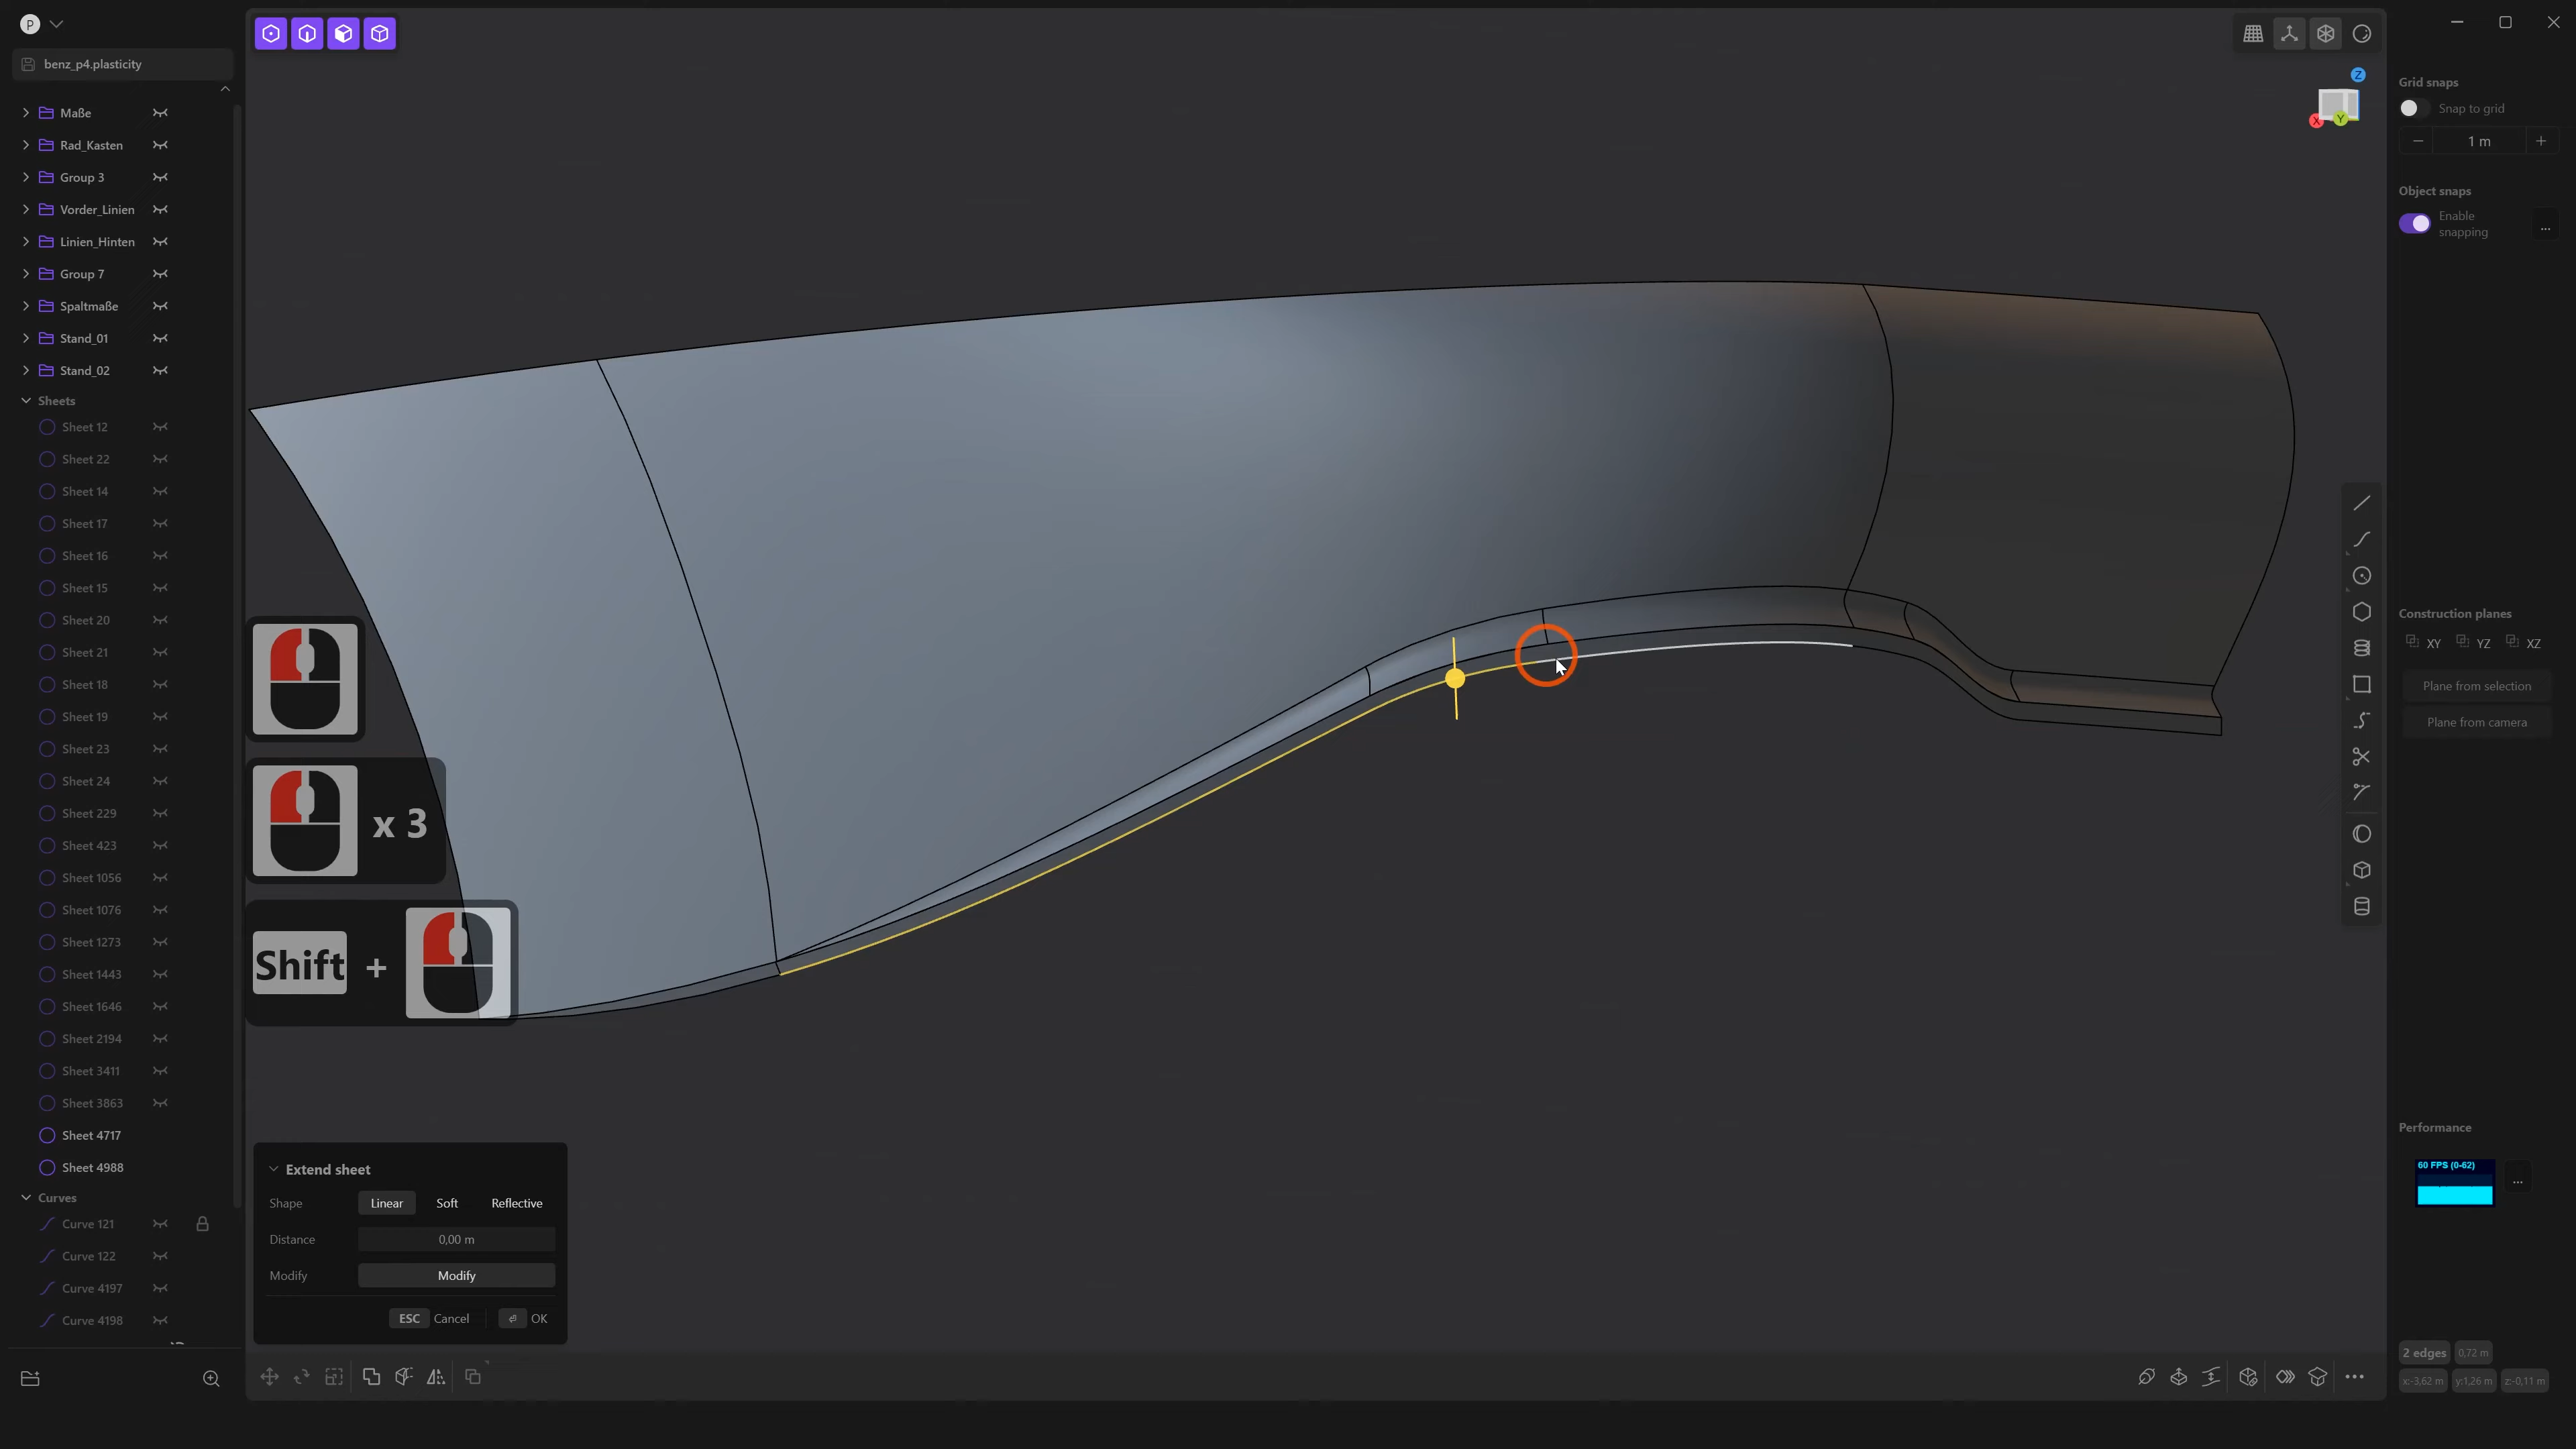 P
benz_p4.plasticity
Maße
Rad_Kasten
Group 3
Vorder_Linien
Linien_Hinten
Group 7
Spaltmaße
Stand_01
Stand_02
Sheets
Sheet 12
Sheet 22
Sheet 14
Sheet 17
Sheet 16
Sheet 15
Sheet 20
Sheet 21
Sheet 18
Sheet 19
Sheet 23
Sheet 24
Sheet 229
Sheet 423
Sheet 1056
Sheet 1076
Sheet 1273
Sheet 1443
Sheet 1646
Sheet 2194
Sheet 3411
Sheet 3863
Sheet 4717
Sheet 4988
Curves
Curve 121
Curve 122
Curve 4197
Curve 4198
x 3
Shift +
Extend sheet
Shape Linear Soft Reflective
Distance 0,00 m
Modify Modify
ESC Cancel OK
Z
X Y
Grid snaps
Snap to grid
− 1 m +
Object snaps
Enable
snapping
...
Construction planes
XY YZ XZ
Plane from selection
Plane from camera
Performance
60 FPS (0-62)
...
2 edges 0,72 m
x:-3,62 m y:1,26 m z:-0,11 m